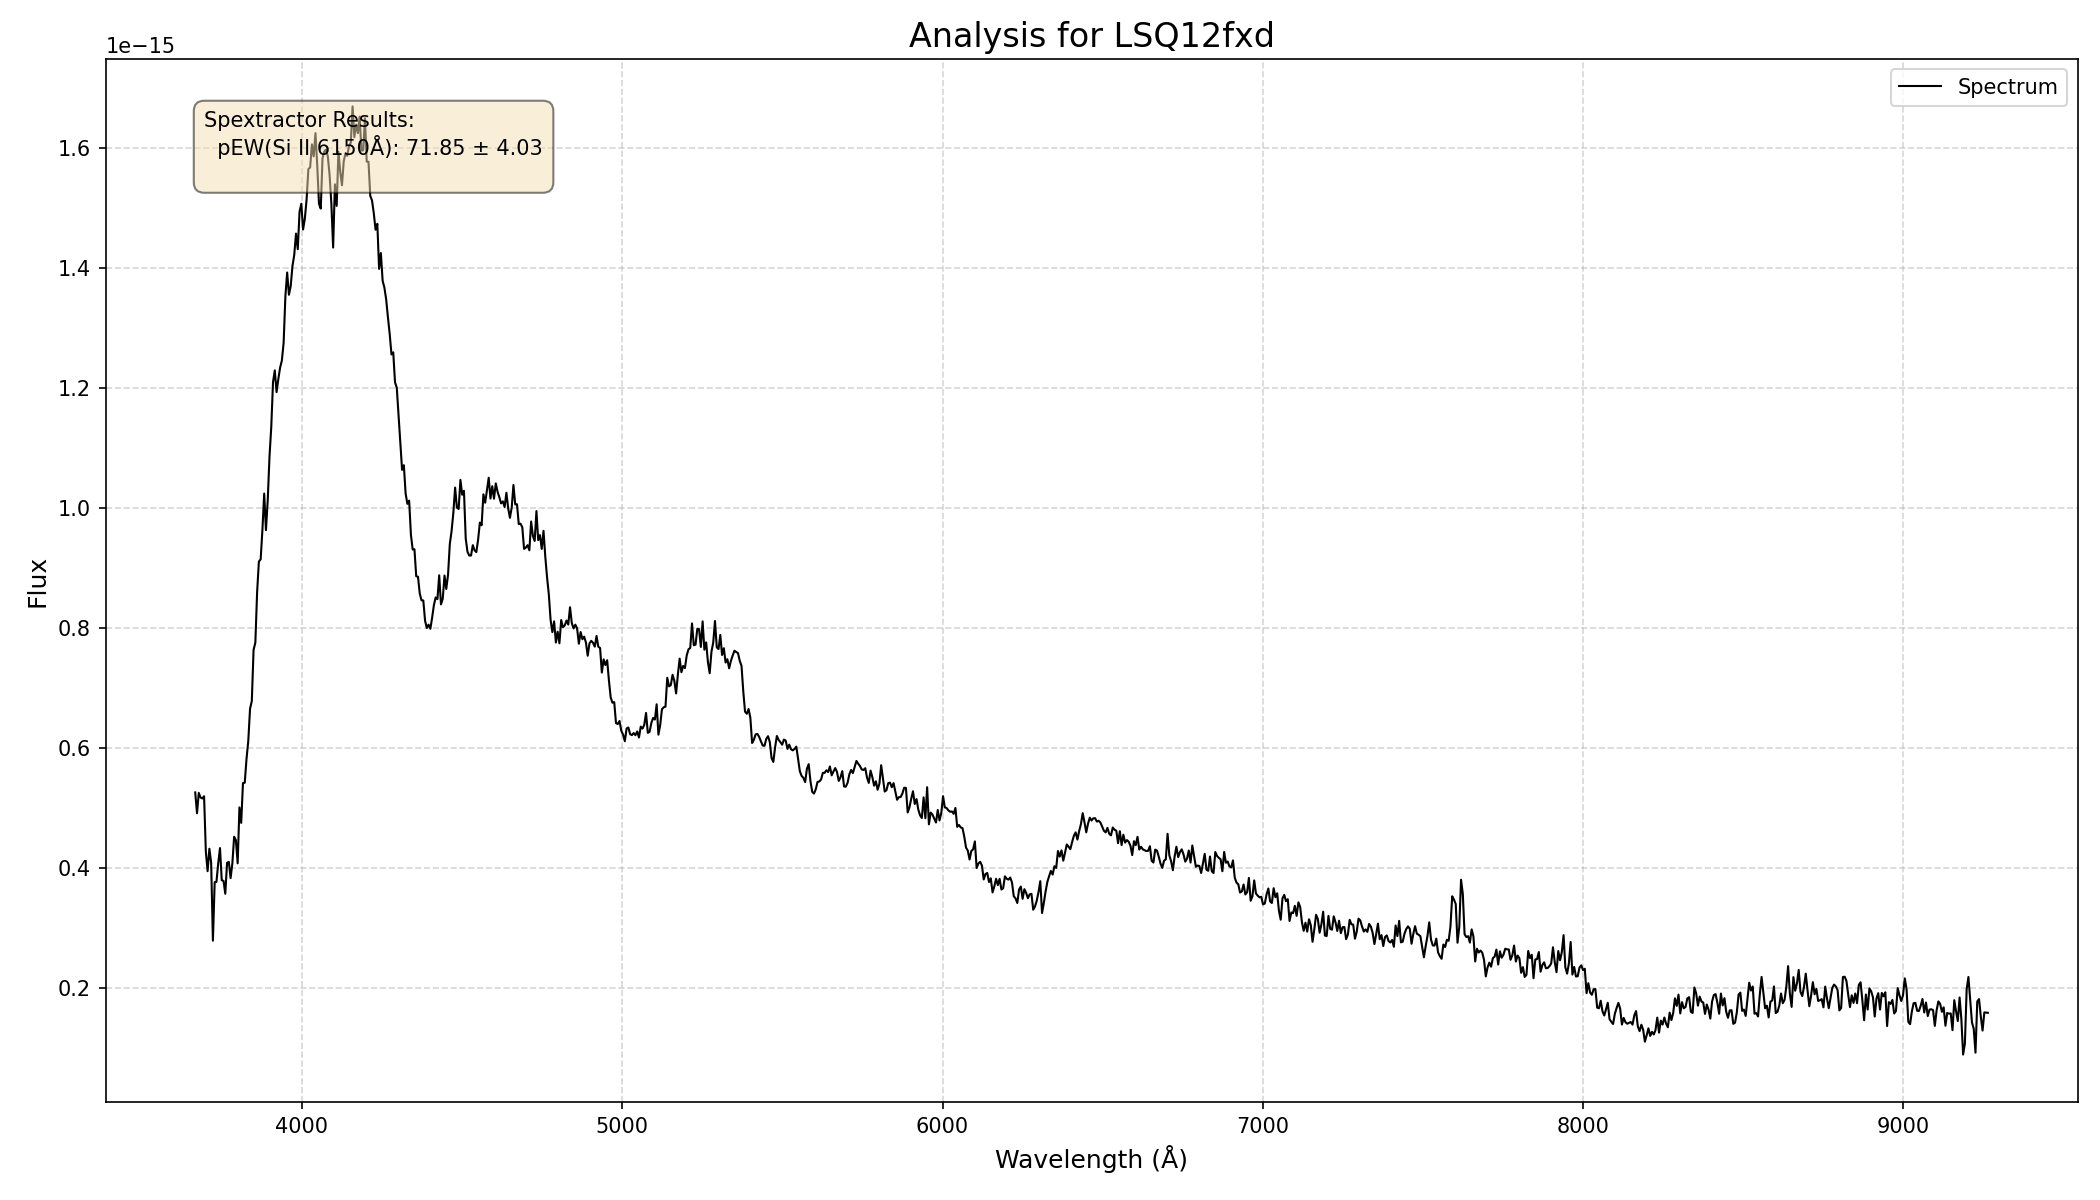 Analysis for LSQ12fxd
1e−15
Spectrum
Spextractor Results:
pEW(Si II 6150Å): 71.85 ± 4.03
1.6
1.4
1.2
1.0
0.8
0.6
0.4
0.2
Flux
4000 5000 6000 7000 8000 9000
Wavelength (Å)